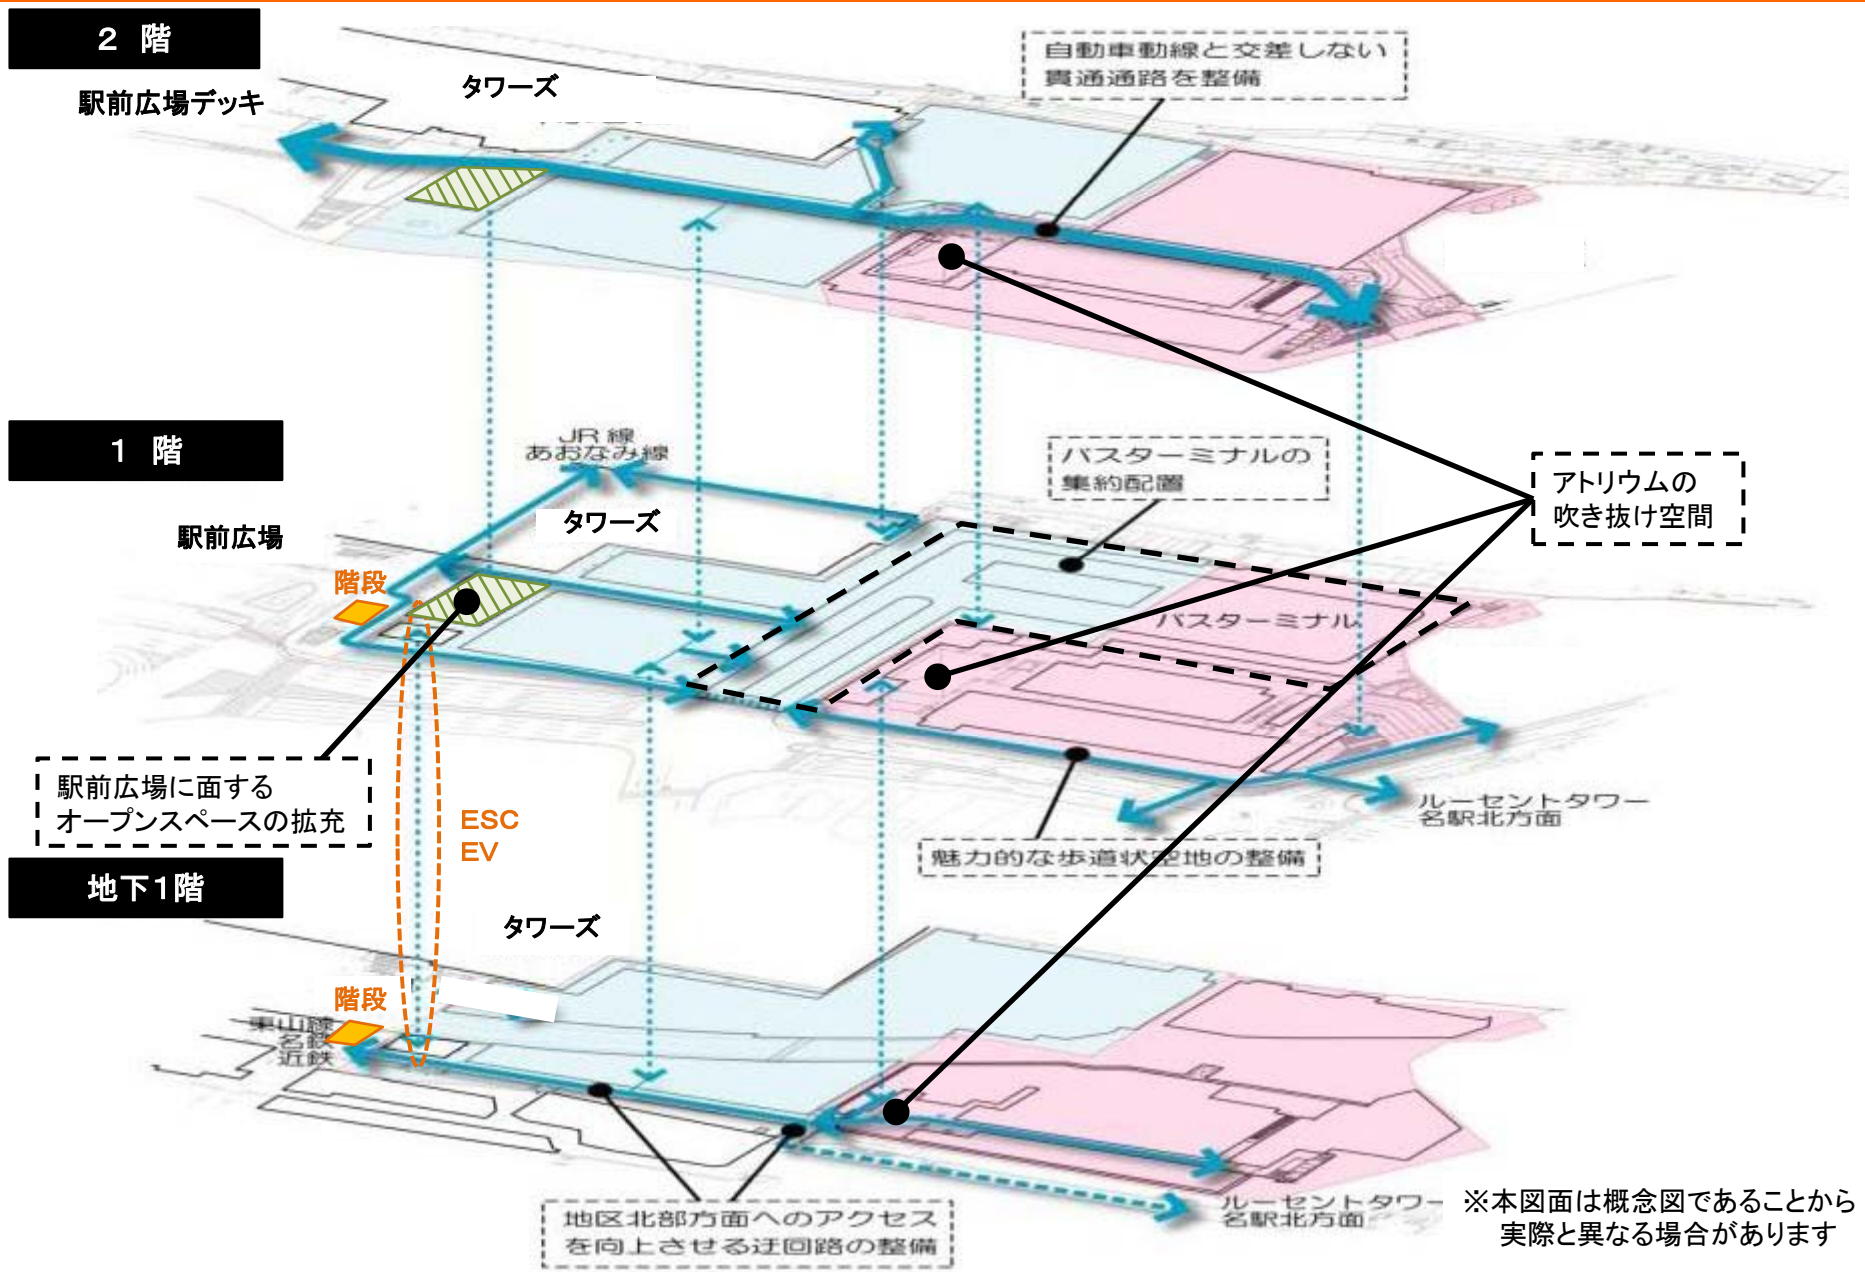 ２ 階
駅前広場デッキ
タワーズ
自動車動線と交差しない
貫通通路を整備
１ 階
JR 線
あおなみ線
駅前広場
タワーズ
階段
バスターミナルの
集約配置
アトリウムの
吹き抜け空間
バスターミナル
駅前広場に面する
オープンスペースの拡充
ESC
EV
ルーセントタワー
名駅北方面
魅力的な歩道状空地の整備
地下１階
タワーズ
階段
東山線
名鉄
近鉄
地区北部方面へのアクセス
を向上させる迂回路の整備
ルーセントタワー
名駅北方面
※本図面は概念図であることから
実際と異なる場合があります